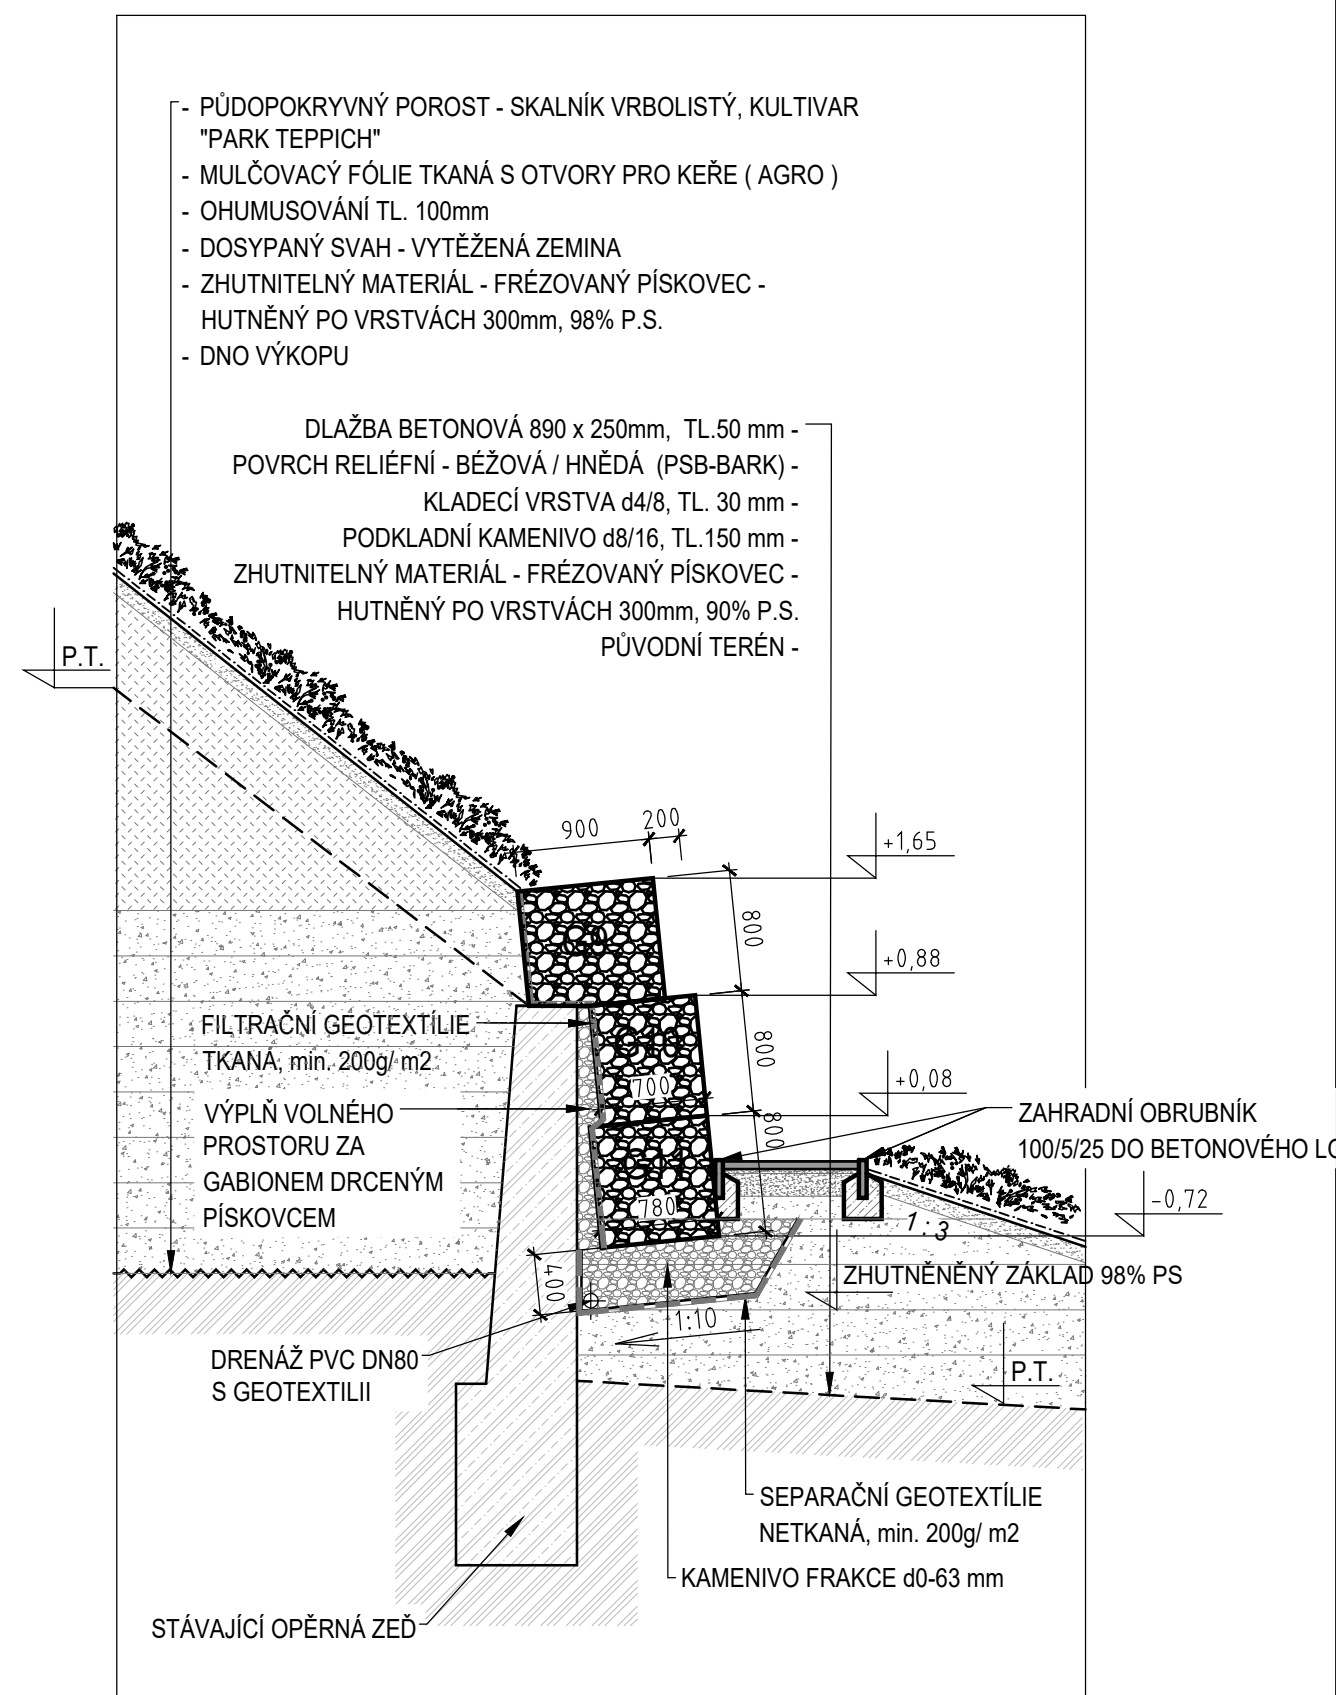 - PŮDOPOKRYVNÝ POROST - SKALNÍK VRBOLISTÝ, KULTIVAR
"PARK TEPPICH"
- MULČOVACÝ FÓLIE TKANÁ S OTVORY PRO KEŘE ( AGRO )
- OHUMUSOVÁNÍ TL. 100mm
- DOSYPANÝ SVAH - VYTĚŽENÁ ZEMINA
- ZHUTNITELNÝ MATERIÁL - FRÉZOVANÝ PÍSKOVEC -
HUTNĚNÝ PO VRSTVÁCH 300mm, 98% P.S.
- DNO VÝKOPU
DLAŽBA BETONOVÁ 890 x 250mm, TL.50 mm -
POVRCH RELIÉFNÍ - BÉŽOVÁ / HNĚDÁ (PSB-BARK) -
KLADECÍ VRSTVA d4/8, TL. 30 mm -
PODKLADNÍ KAMENIVO d8/16, TL.150 mm -
ZHUTNITELNÝ MATERIÁL - FRÉZOVANÝ PÍSKOVEC -
HUTNĚNÝ PO VRSTVÁCH 300mm, 90% P.S.
PŮVODNÍ TERÉN -
P.T.
900
200
+1,65
800
+0,88
FILTRAČNÍ GEOTEXTÍLIE
TKANÁ, min. 200g/ m2
800
700
+0,08
VÝPLŇ VOLNÉHO
PROSTORU ZA
GABIONEM DRCENÝM
PÍSKOVCEM
800
ZAHRADNÍ OBRUBNÍK
100/5/25 DO BETONOVÉHO LO
780
-0,72
1:3
400
ZHUTNĚNĚNÝ ZÁKLAD 98% PS
1:10
DRENÁŽ PVC DN80
S GEOTEXTILII
P.T.
SEPARAČNÍ GEOTEXTÍLIE
NETKANÁ, min. 200g/ m2
KAMENIVO FRAKCE d0-63 mm
STÁVAJÍCÍ OPĚRNÁ ZEĎ